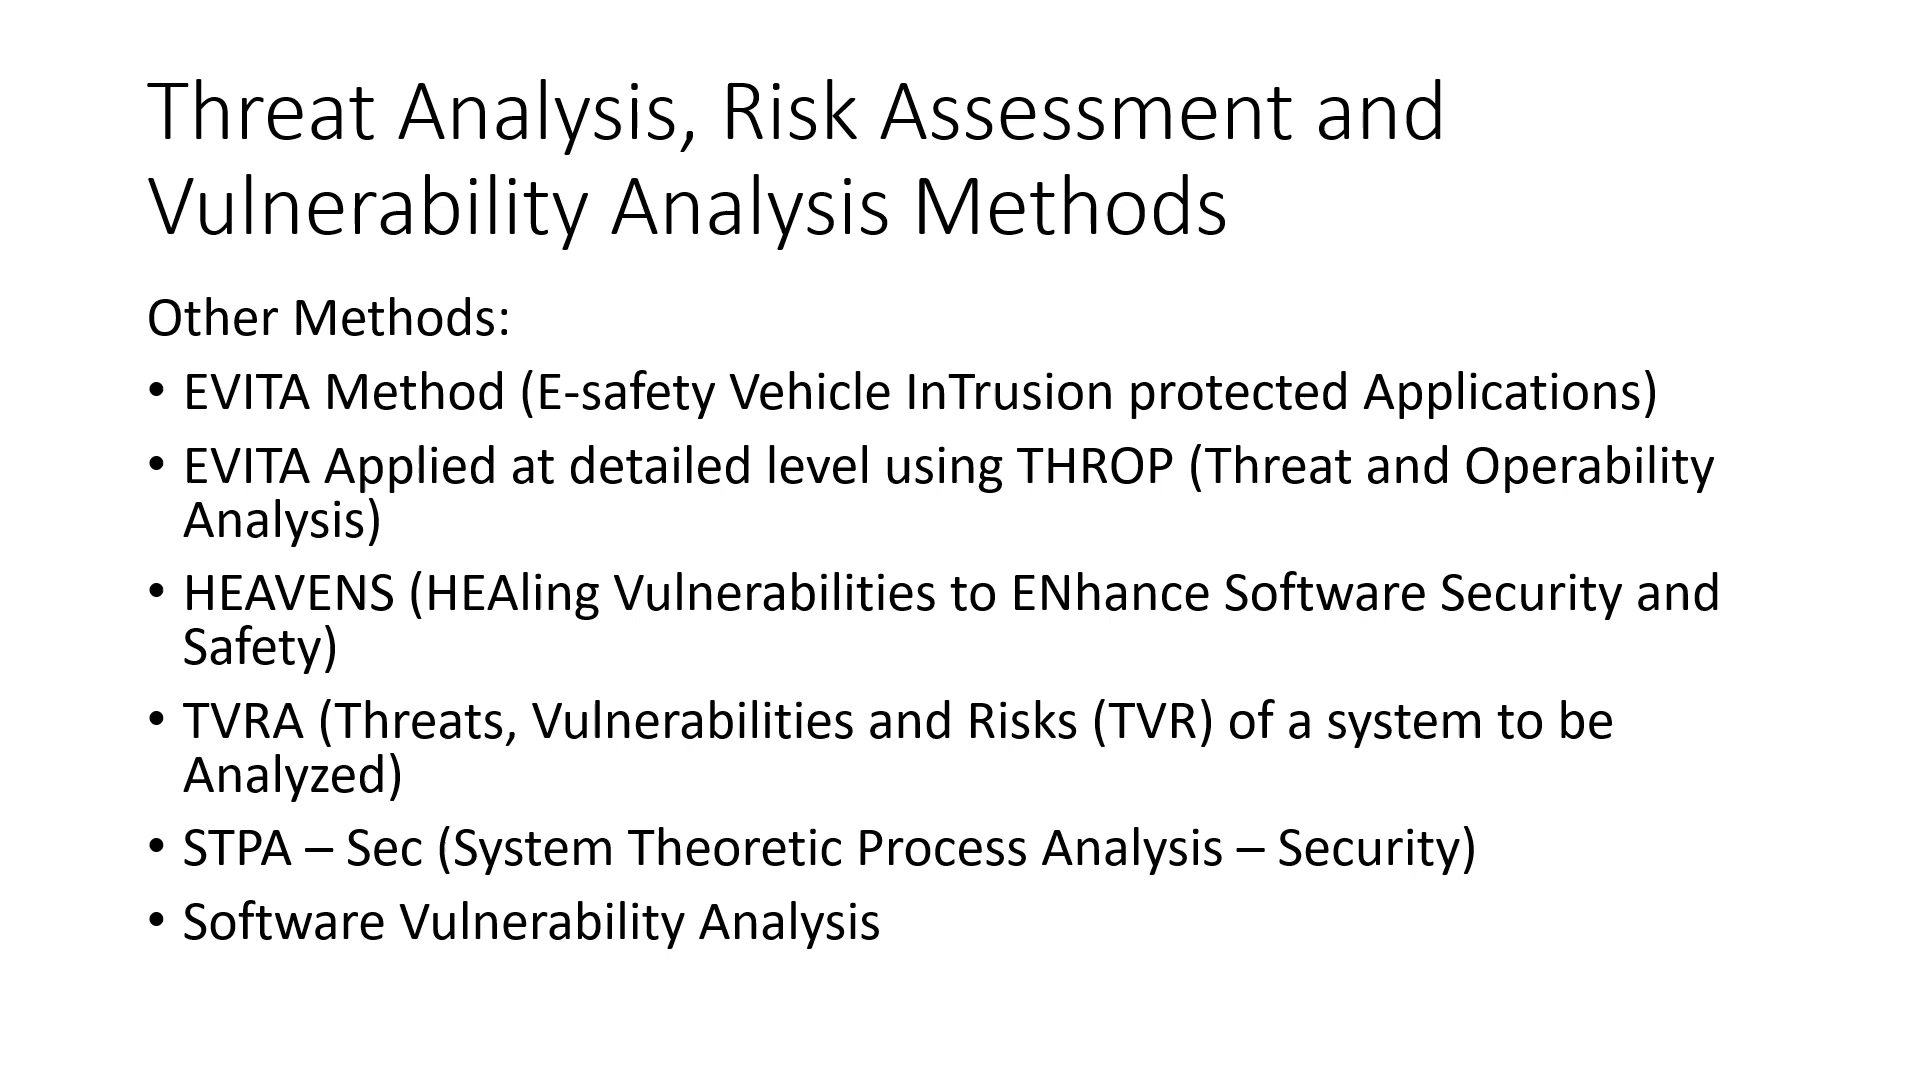 Threat Analysis, Risk Assessment and
Vulnerability Analysis Methods
Other Methods:
• EVITA Method (E-safety Vehicle InTrusion protected Applications)
• EVITA Applied at detailed level using THROP (Threat and Operability
Analysis)
• HEAVENS (HEAling Vulnerabilities to ENhance Software Security and
Safety)
• TVRA (Threats, Vulnerabilities and Risks (TVR) of a system to be
Analyzed)
• STPA – Sec (System Theoretic Process Analysis – Security)
• Software Vulnerability Analysis